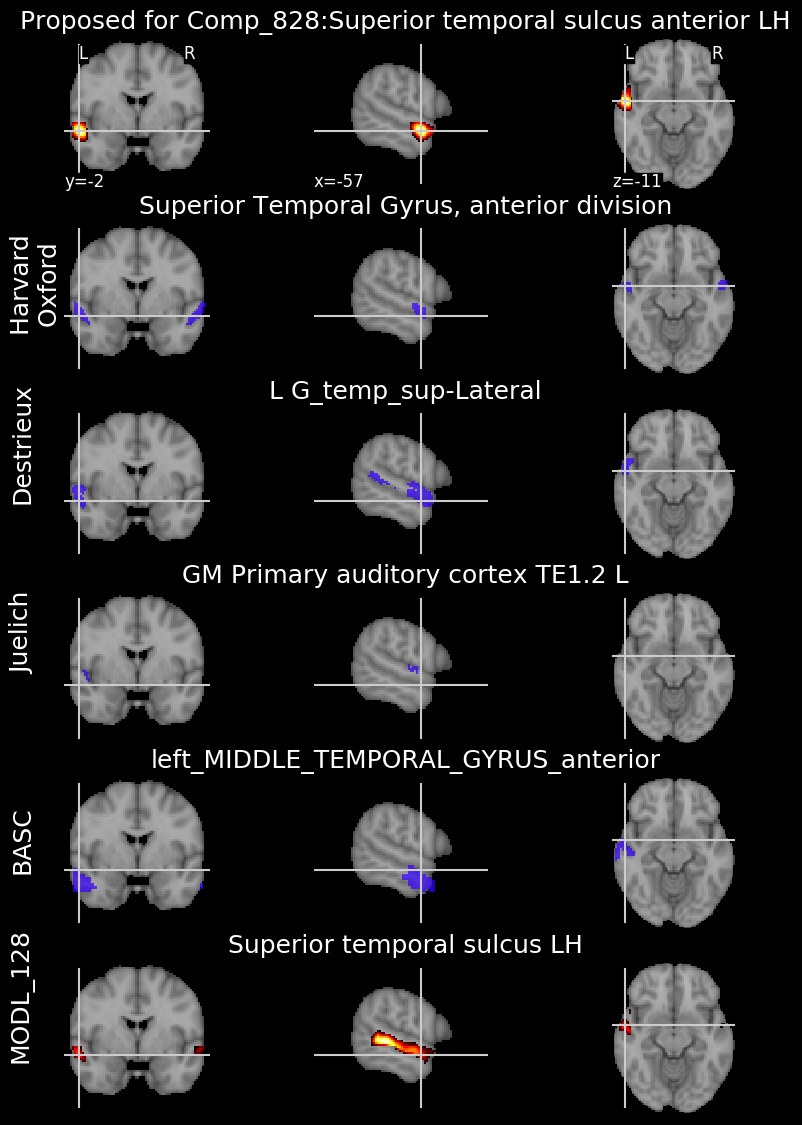 Proposed for Comp_828:Superior temporal sulcus anterior LH
L R
L R
y=-2 x=-57 z=-11
Superior Temporal Gyrus, anterior division
Harvard
Oxford
L G_temp_sup-Lateral
Destrieux
GM Primary auditory cortex TE1.2 L
Juelich
left_MIDDLE_TEMPORAL_GYRUS_anterior
BASC
Superior temporal sulcus LH
MODL_128